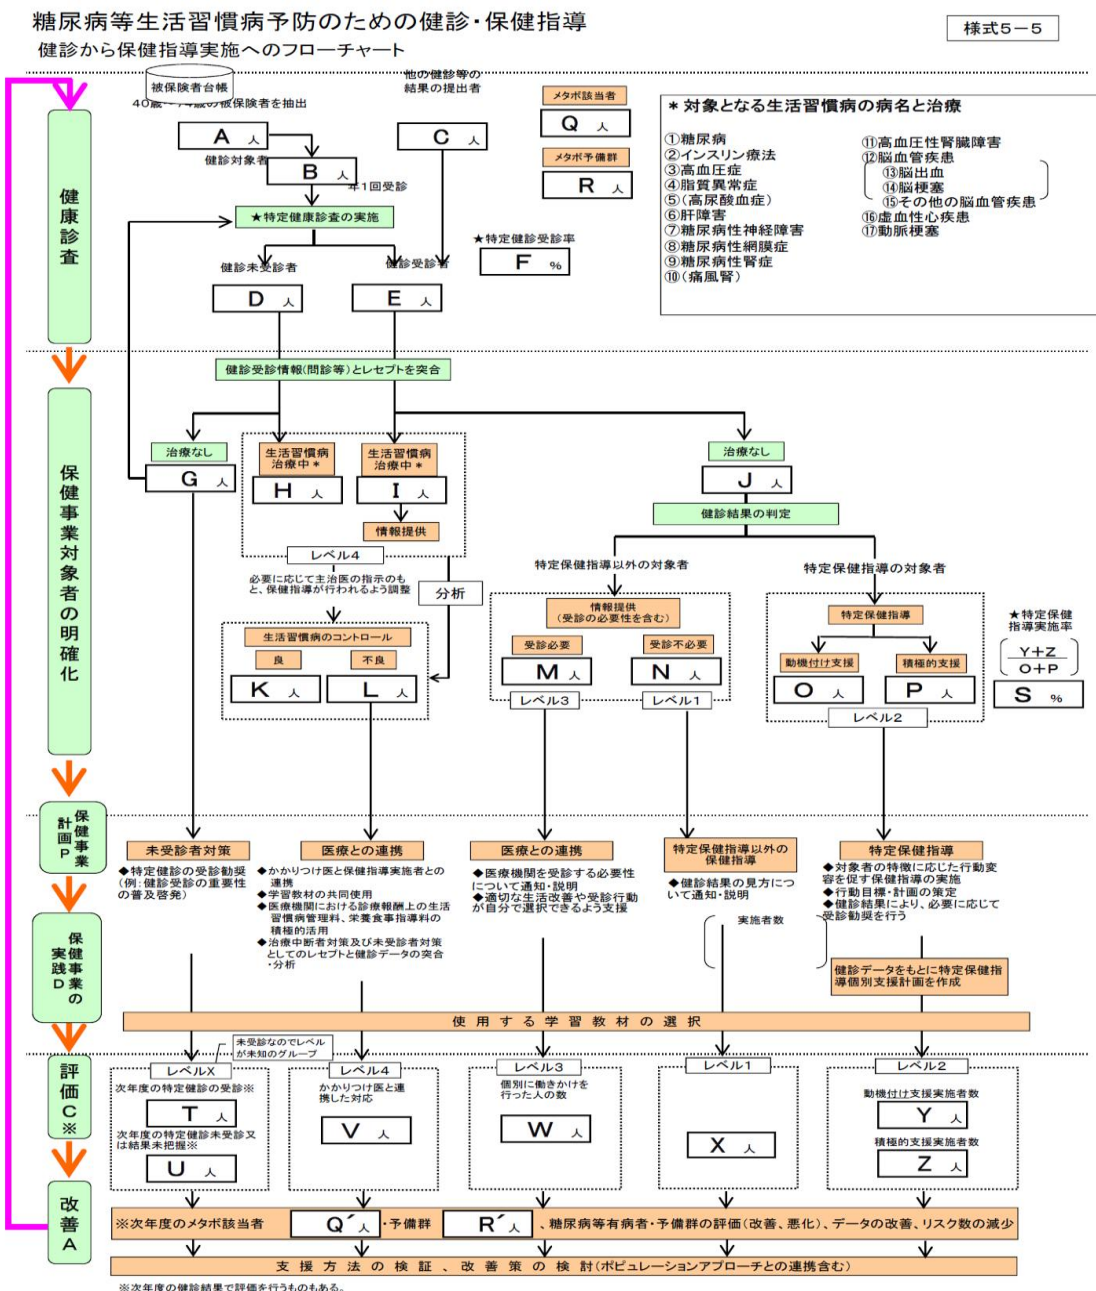 糖尿病等生活習慣病予防のための健診・保健指導
健診から保健指導実施へのフローチャート
様式5－5
被保険者台帳
40歳～74歳の被保険者を抽出
他の健診等の
結果の提出者
A 人
健診対象者
B 人
C 人
年1回受診
★特定健康診査の実施
メタボ該当者
Q 人
メタボ予備群
R 人
★特定健診受診率
F %
健診未受診者
D 人
健診受診者
E 人
＊対象となる生活習慣病の病名と治療
①糖尿病
②インスリン療法
③高血圧症
④脂質異常症
⑤(高尿酸血症)
⑥肝障害
⑦糖尿病性神経障害
⑧糖尿病性網膜症
⑨糖尿病性腎症
⑩(痛風腎)
⑪高血圧性腎臓障害
⑫脳血管疾患
⑬脳出血
⑭脳梗塞
⑮その他の脳血管疾患
⑯虚血性心疾患
⑰動脈梗塞
健康診査
健診受診情報(問診等)とレセプトを突合
治療なし
G 人
生活習慣病
治療中＊
H 人
生活習慣病
治療中＊
I 人
情報提供
レベル4
治療なし
J 人
健診結果の判定
必要に応じて主治医の指示のも
と、保健指導が行われるよう調整
分析
生活習慣病のコントロール
良
不良
K 人
L 人
特定保健指導以外の対象者
情報提供
(受診の必要性を含む)
受診必要
受診不必要
M 人
N 人
レベル3
レベル1
特定保健指導の対象者
特定保健指導
動機付け支援
積極的支援
O 人
P 人
レベル2
★特定保健
指導実施率
Y+Z
O+P
S %
保健事業対象者の明確化
保健事業
計画P
未受診者対策
◆特定健診の受診勧奨
(例：健診受診の重要性
の普及啓発)
医療との連携
◆かかりつけ医と保健指導実施者との
連携
◆学習教材の共同使用
◆医療機関における診療報酬上の生活
習慣病管理料、栄養食事指導料の
積極的活用
◆治療中断者対策及び未受診者対策
としてのレセプトと健診データの突合
・分析
医療との連携
◆医療機関を受診する必要性
について通知・説明
◆適切な生活改善や受診行動
が自分で選択できるよう支援
特定保健指導以外の
保健指導
◆健診結果の見方につ
いて通知・説明
実施者数
特定保健指導
◆対象者の特徴に応じた行動変
容を促す保健指導の実施
◆行動目標・計画の策定
◆健診結果により、必要に応じて
受診勧奨を行う
健診データをもとに特定保健指
導個別支援計画を作成
保健事業の
実践D
使用する学習教材の選択
未受診なのでレベル
が未知のグループ
評価C※
レベルX
次年度の特定健診の受診※
T 人
次年度の特定健診未受診又
は結果未把握※
U 人
レベル4
かかりつけ医と連
携した対応
V 人
レベル3
個別に働きかけを
行った人の数
W 人
レベル1
X 人
レベル2
動機付け支援実施者数
Y 人
積極的支援実施者数
Z 人
改善A
※次年度のメタボ該当者 Q´人 ・予備群 R´人 、糖尿病等有病者・予備群の評価(改善、悪化)、データの改善、リスク数の減少
支援方法の検証、改善策の検討(ポピュレーションアプローチとの連携含む)
※次年度の健診結果で評価を行うものもある。